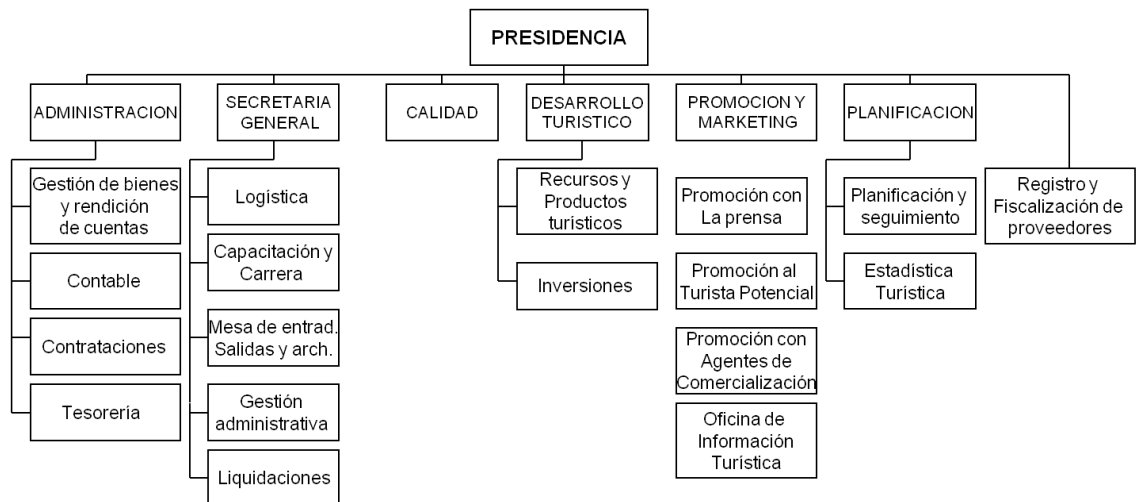 PRESIDENCIA
ADMINISTRACION
SECRETARIA
GENERAL
CALIDAD
DESARROLLO
TURISTICO
PROMOCION Y
MARKETING
PLANIFICACION
Gestión de bienes
y rendición
de cuentas
Contable
Contrataciones
Tesorería
Logística
Capacitación y
Carrera
Mesa de entrad.
Salidas y arch.
Gestión
administrativa
Liquidaciones
Recursos y
Productos
turisticos
Inversiones
Promoción con
La prensa
Promoción al
Turista Potencial
Promoción con
Agentes de
Comercialización
Oficina de
Información
Turística
Planificación y
seguimiento
Estadística
Turística
Registro y
Fiscalización de
proveedores